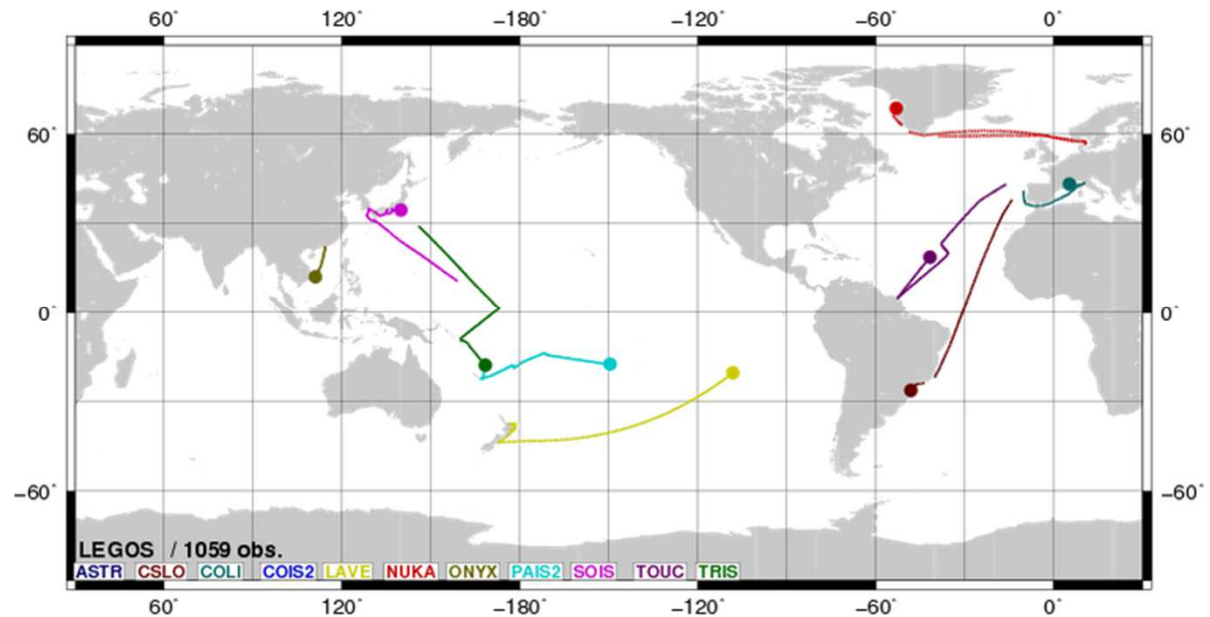 60° 120° −180° −120° −60° 0°
60° 60°
0° 0°
−60° −60°
LEGOS / 1059 obs.
ASTR CSLO COLI COIS2 LAVE NUKA ONYX PAIS2 SOIS TOUC TRIS
60° 120° −180° −120° −60° 0°